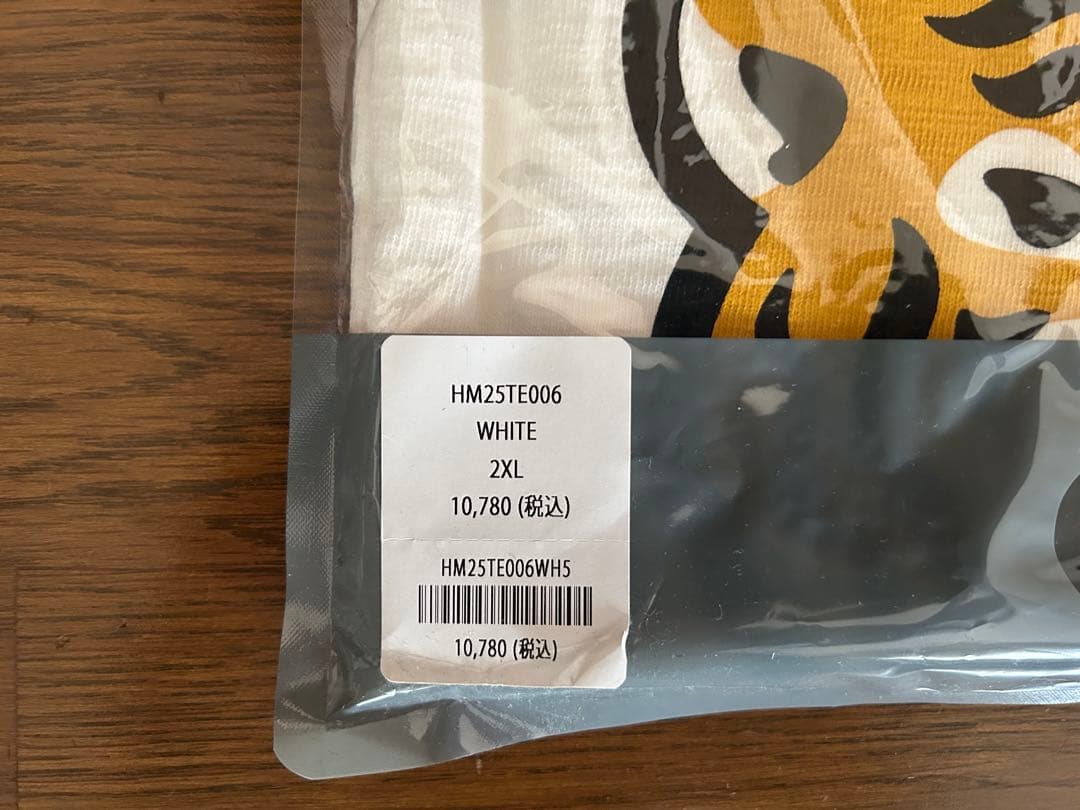 HM25TE006
WHITE
2XL
10,780 (税込)
HM25TE006WH5
10,780 (税込)